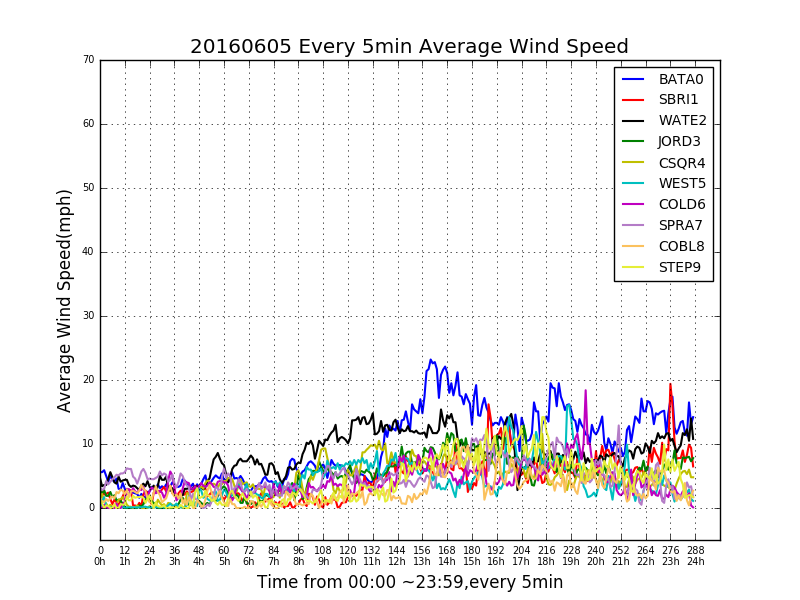 20160605 Every 5min Average Wind Speed
70
60
50
40
30
20
10
0
Average Wind Speed(mph)
BATA0
SBRI1
WATE2
JORD3
CSQR4
WEST5
COLD6
SPRA7
COBL8
STEP9
0 12 24 36 48 60 72 84 96 108 120 132 144 156 168 180 192 204 216 228 240 252 264 276 288
0h 1h 2h 3h 4h 5h 6h 7h 8h 9h 10h 11h 12h 13h 14h 15h 16h 17h 18h 19h 20h 21h 22h 23h 24h
Time from 00:00 ~23:59,every 5min